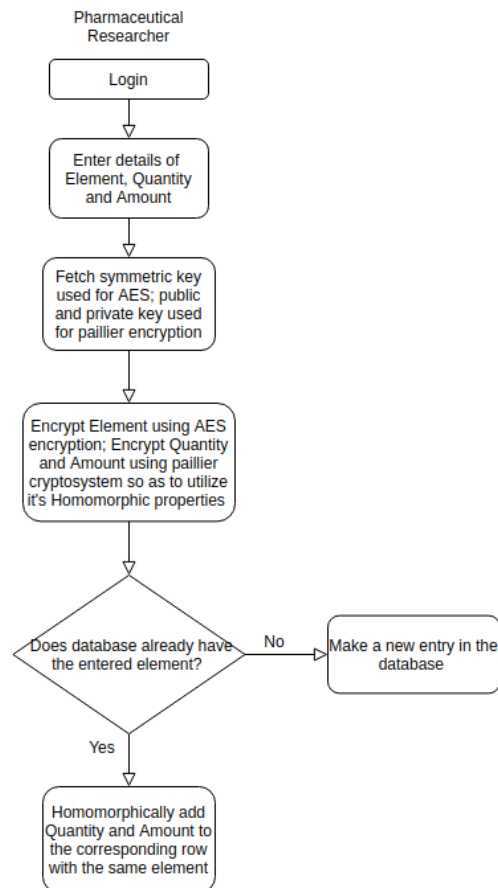 Pharmaceutical
Researcher
Login
Enter details of
Element, Quantity
and Amount
Fetch symmetric key
used for AES; public
and private key used
for paillier encryption
Encrypt Element using AES
encryption; Encrypt Quantity
and Amount using paillier
cryptosystem so as to utilize
it's Homomorphic properties
Does database already have
the entered element?
No
Make a new entry in the
database
Yes
Homomorphically add
Quantity and Amount to
the corresponding row
with the same element